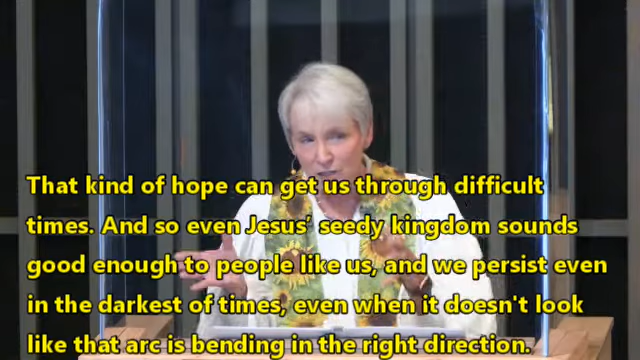 That kind of hope can get us through difficult
times. And so even Jesus' seedy kingdom sounds
good enough to people like us, and we persist even
in the darkest of times, even when it doesn't look
like that arc is bending in the right direction.